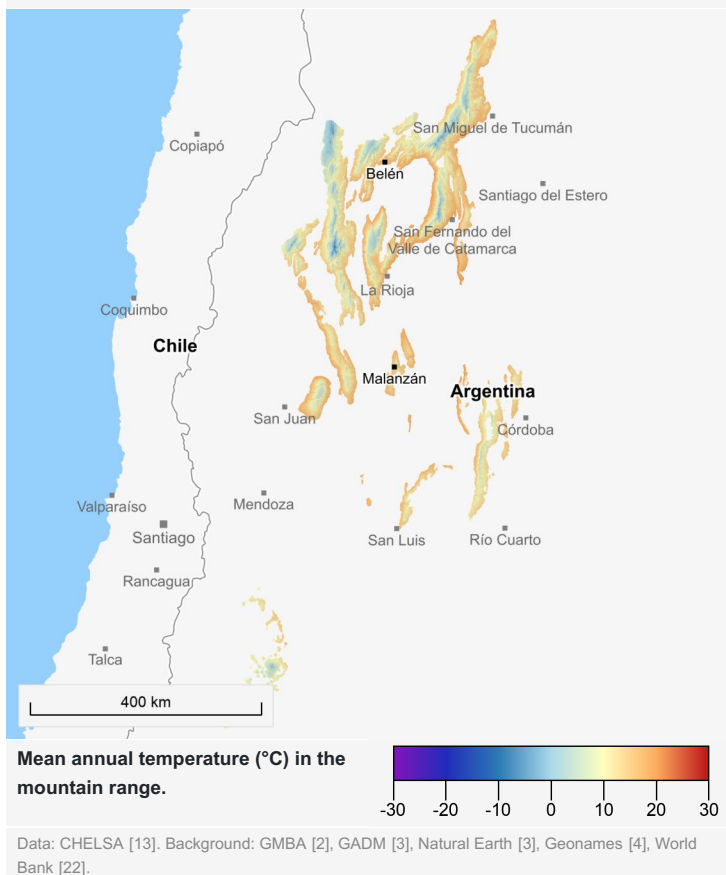 Copiapó
San Miguel de Tucumán
Belén
Santiago del Estero
San Fernando del
Valle de Catamarca
La Rioja
Coquimbo
Chile
Malanzán
Argentina
San Juan
Córdoba
Valparaíso
Mendoza
Santiago
San Luis
Río Cuarto
Rancagua
Talca
400 km
Mean annual temperature (°C) in the
mountain range.
-30 -20 -10 0 10 20 30
Data: CHELSA [13]. Background: GMBA [2], GADM [3], Natural Earth [3], Geonames [4], World
Bank [22].